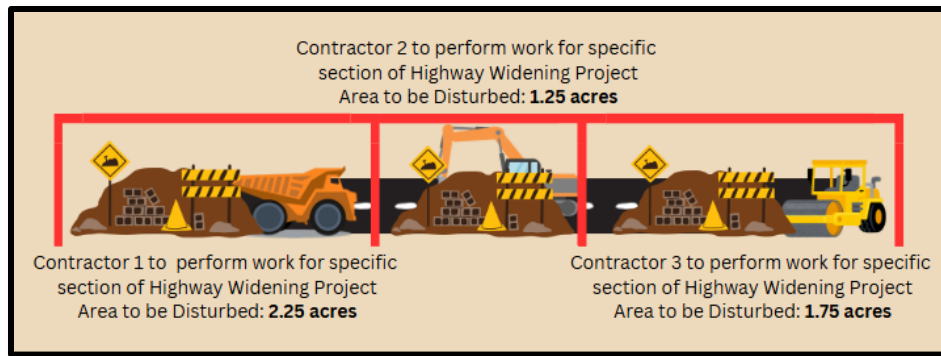 Contractor 2 to perform work for specific
section of Highway Widening Project
Area to be Disturbed: 1.25 acres
Contractor 1 to  perform work for specific
section of Highway Widening Project
Area to be Disturbed: 2.25 acres
Contractor 3 to perform work for specific
section of Highway Widening Project
Area to be Disturbed: 1.75 acres